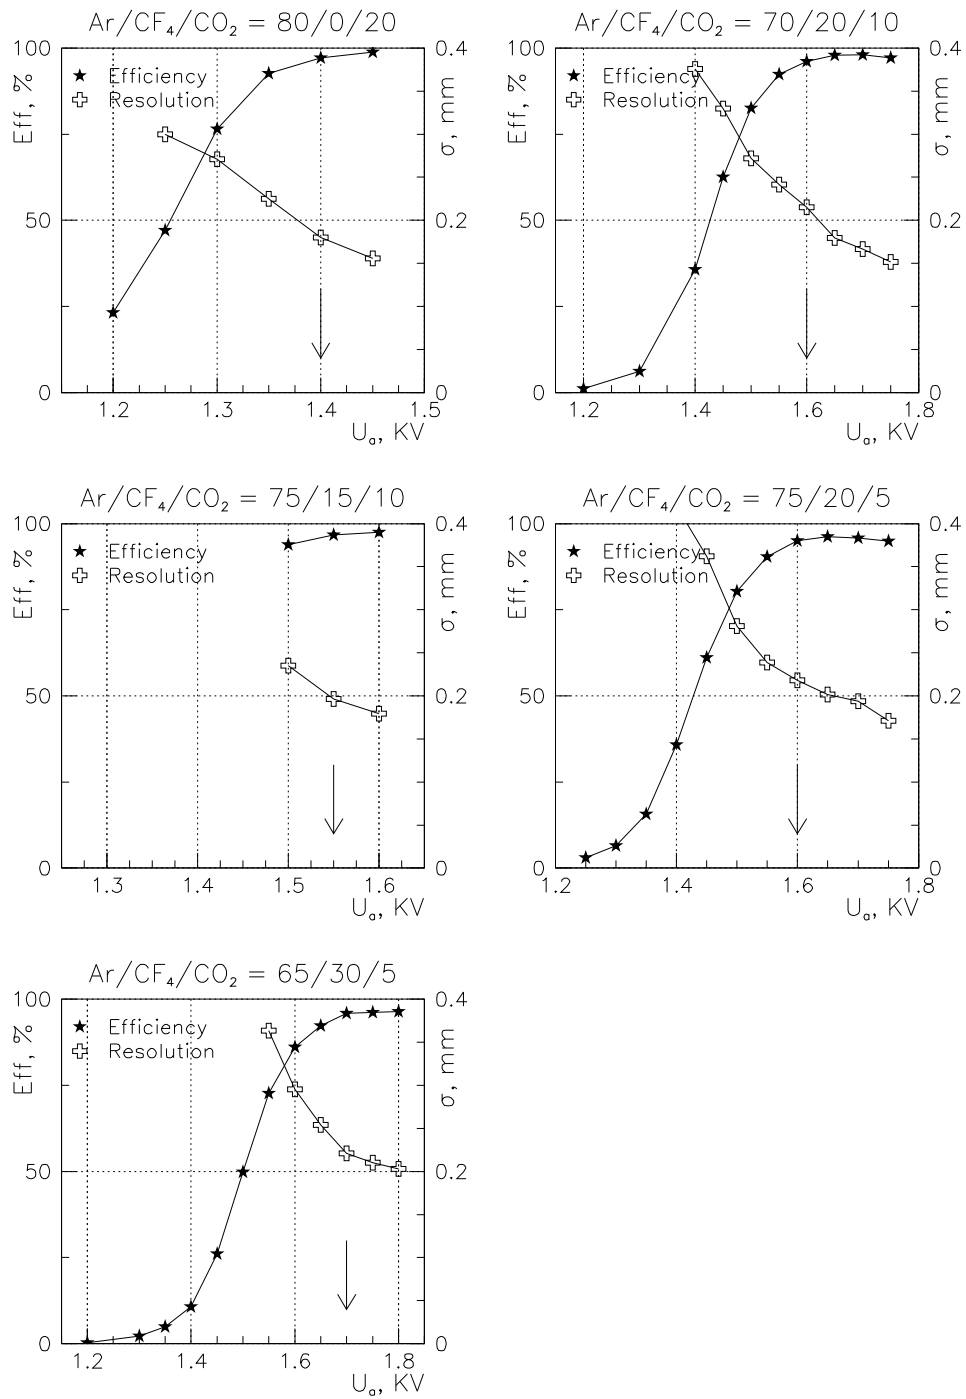 Ar/CF₄/CO₂ = 80/0/20
Eff, %
100
50
0
Efficiency
Resolution
0.4
0.2
0
σ, mm
1.2 1.3 1.4 1.5
Uₐ, KV
Ar/CF₄/CO₂ = 70/20/10
Eff, %
100
50
0
Efficiency
Resolution
0.4
0.2
0
σ, mm
1.2 1.4 1.6 1.8
Uₐ, KV
Ar/CF₄/CO₂ = 75/15/10
Eff, %
100
50
0
Efficiency
Resolution
0.4
0.2
0
σ, mm
1.3 1.4 1.5 1.6
Uₐ, KV
Ar/CF₄/CO₂ = 75/20/5
Eff, %
100
50
0
Efficiency
Resolution
0.4
0.2
0
σ, mm
1.2 1.4 1.6 1.8
Uₐ, KV
Ar/CF₄/CO₂ = 65/30/5
Eff, %
100
50
0
Efficiency
Resolution
0.4
0.2
0
σ, mm
1.2 1.4 1.6 1.8
Uₐ, KV